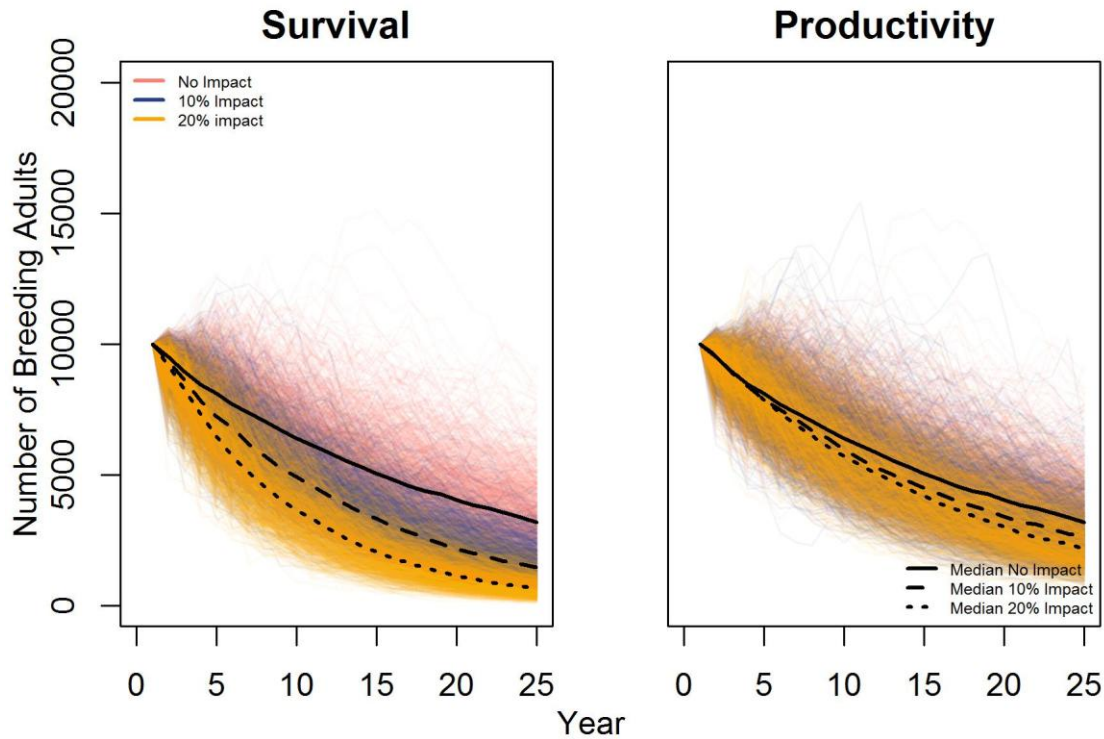 Survival
Productivity
No Impact
10% Impact
20% impact
Number of Breeding Adults
20000
15000
10000
5000
0
Median No Impact
Median 10% Impact
Median 20% Impact
0 5 10 15 20 25
0 5 10 15 20 25
Year